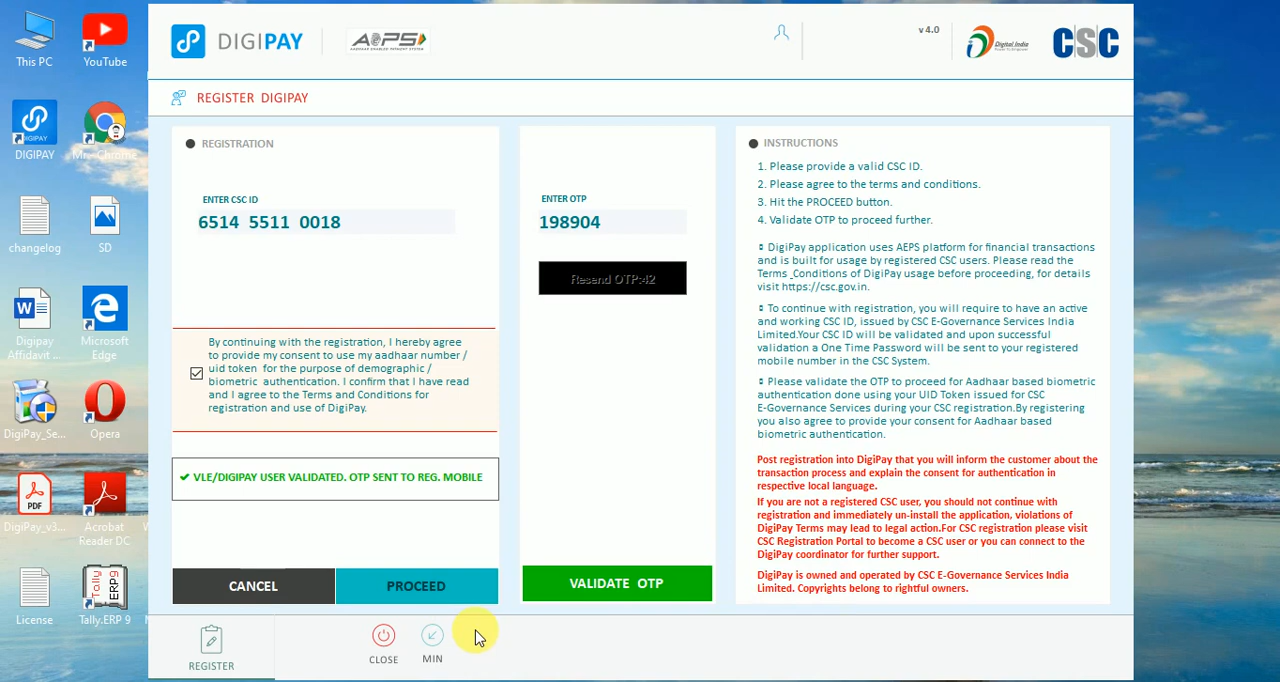 This PC
YouTube
DIGIPAY
changelog
SD
Digipay
Affidavit ...
Microsoft
Edge
DigiPay_Se...
Opera
PDF
DigiPay_v3...
Acrobat
Reader DC
License
Tally
ERP9
Tally.ERP 9
DIGIPAY
AePS
AADHAAR ENABLED PAYMENT SYSTEM
v 4.0
Digital India
Power To Empower
CSC
REGISTER DIGIPAY
REGISTRATION
ENTER CSC ID
6514 5511 0018
By continuing with the registration, I hereby agree
to provide my consent to use my aadhaar number /
uid token for the purpose of demographic /
biometric authentication. I confirm that I have read
and I agree to the Terms and Conditions for
registration and use of DigiPay.
✔ VLE/DIGIPAY USER VALIDATED. OTP SENT TO REG. MOBILE
CANCEL
PROCEED
ENTER OTP
198904
Resend OTP:42
VALIDATE OTP
INSTRUCTIONS
1. Please provide a valid CSC ID.
2. Please agree to the terms and conditions.
3. Hit the PROCEED button.
4. Validate OTP to proceed further.
DigiPay application uses AEPS platform for financial transactions
and is built for usage by registered CSC users. Please read the
Terms _Conditions of DigiPay usage before proceeding, for details
visit https://csc.gov.in.
To continue with registration, you will require to have an active
and working CSC ID, issued by CSC E-Governance Services India
Limited.Your CSC ID will be validated and upon successful
validation a One Time Password will be sent to your registered
mobile number in the CSC System.
Please validate the OTP to proceed for Aadhaar based biometric
authentication done using your UID Token issued for CSC
E-Governance Services during your CSC registration.By registering
you also agree to provide your consent for Aadhaar based
biometric authentication.
Post registration into DigiPay that you will inform the customer about the
transaction process and explain the consent for authentication in
respective local language.
If you are not a registered CSC user, you should not continue with
registration and immediately un-install the application, violations of
DigiPay Terms may lead to legal action.For CSC registration please visit
CSC Registration Portal to become a CSC user or you can connect to the
DigiPay coordinator for further support.
DigiPay is owned and operated by CSC E-Governance Services India
Limited. Copyrights belong to rightful owners.
REGISTER
CLOSE
MIN